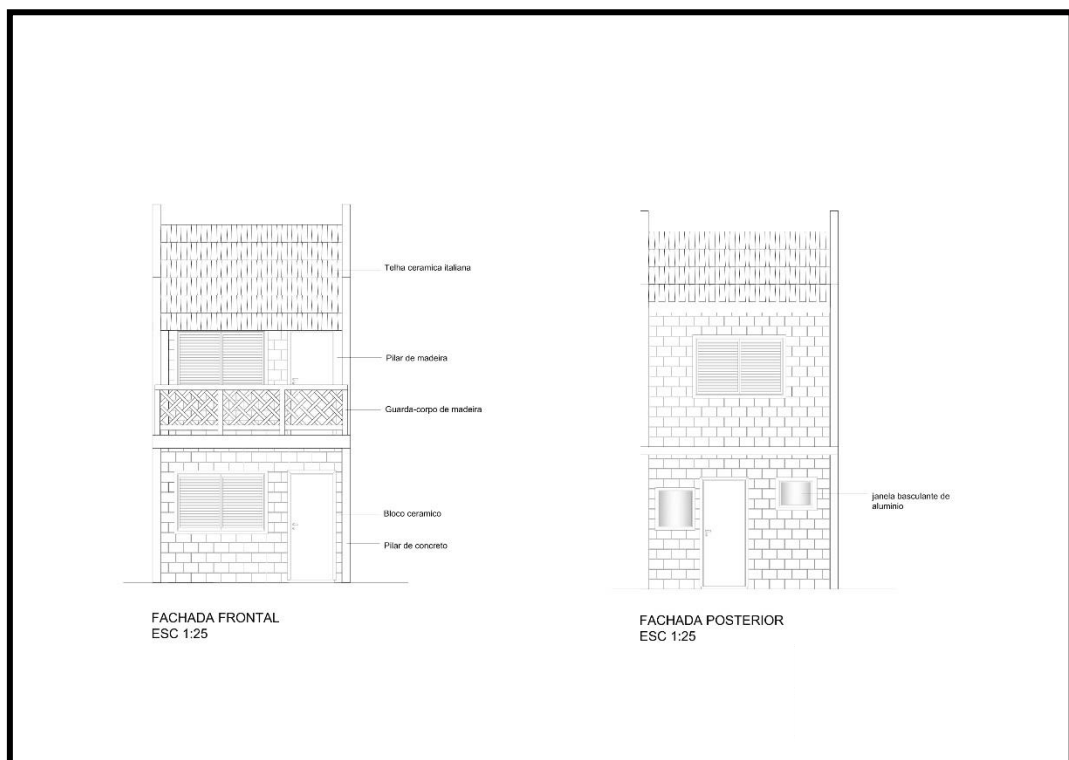 Telha ceramica italiana
Pilar de madeira
Guarda-corpo de madeira
Bloco ceramico
Pilar de concreto
FACHADA FRONTAL
ESC 1:25
janela basculante de
aluminio
FACHADA POSTERIOR
ESC 1:25